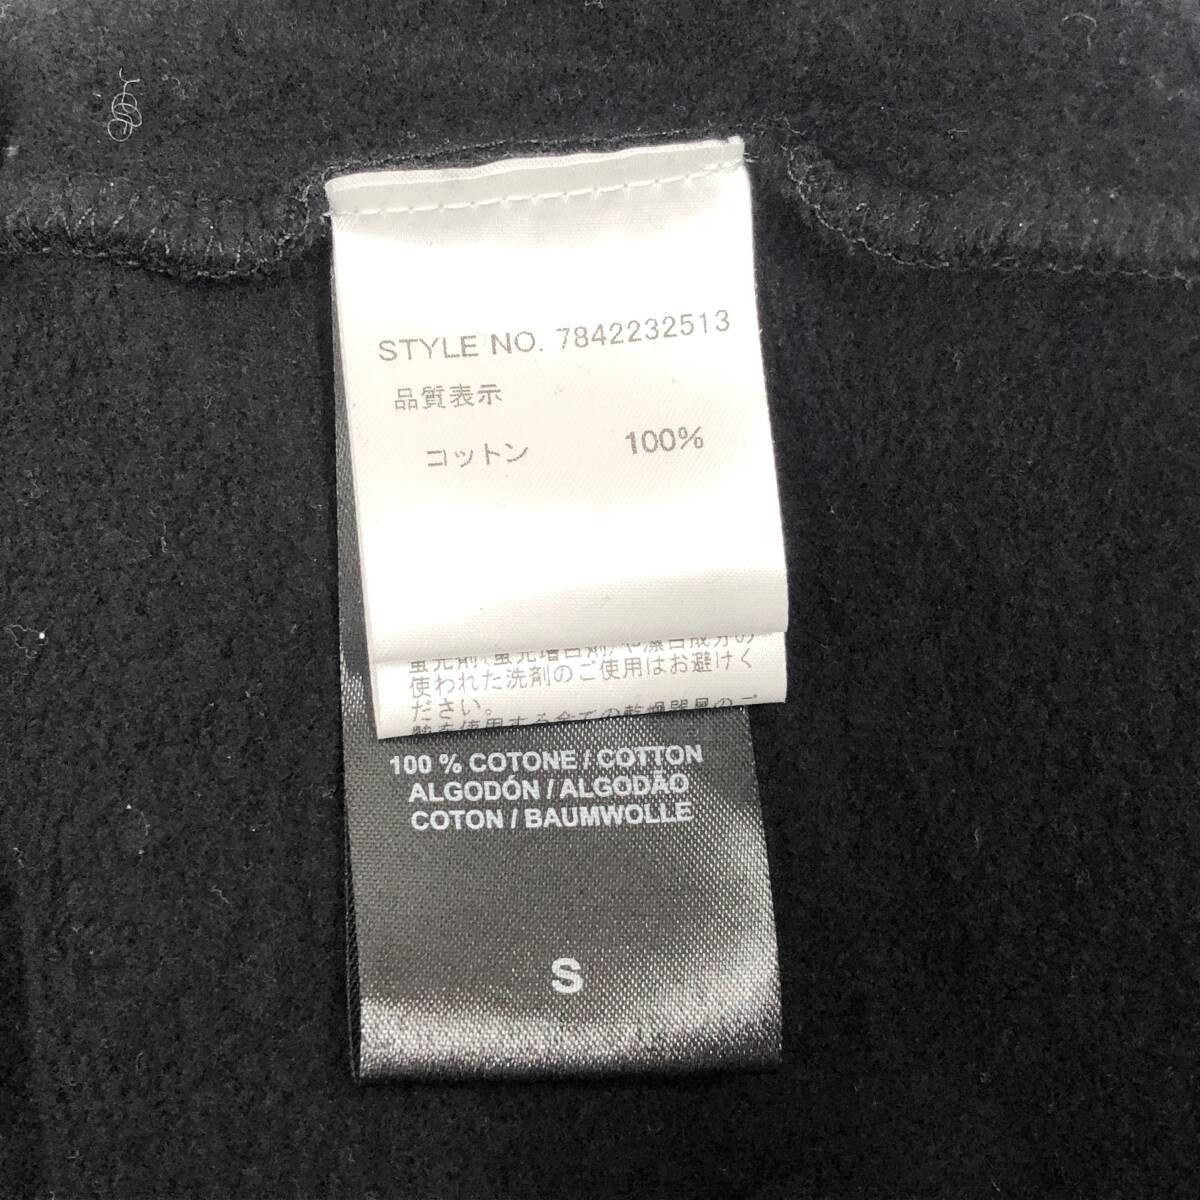 STYLE NO. 7842232513
品質表示
コットン 100%
使われた洗剤のご使用はお避けく
ださい。
100 % COTONE / COTTON
ALGODÓN / ALGODÃO
COTON / BAUMWOLLE
S